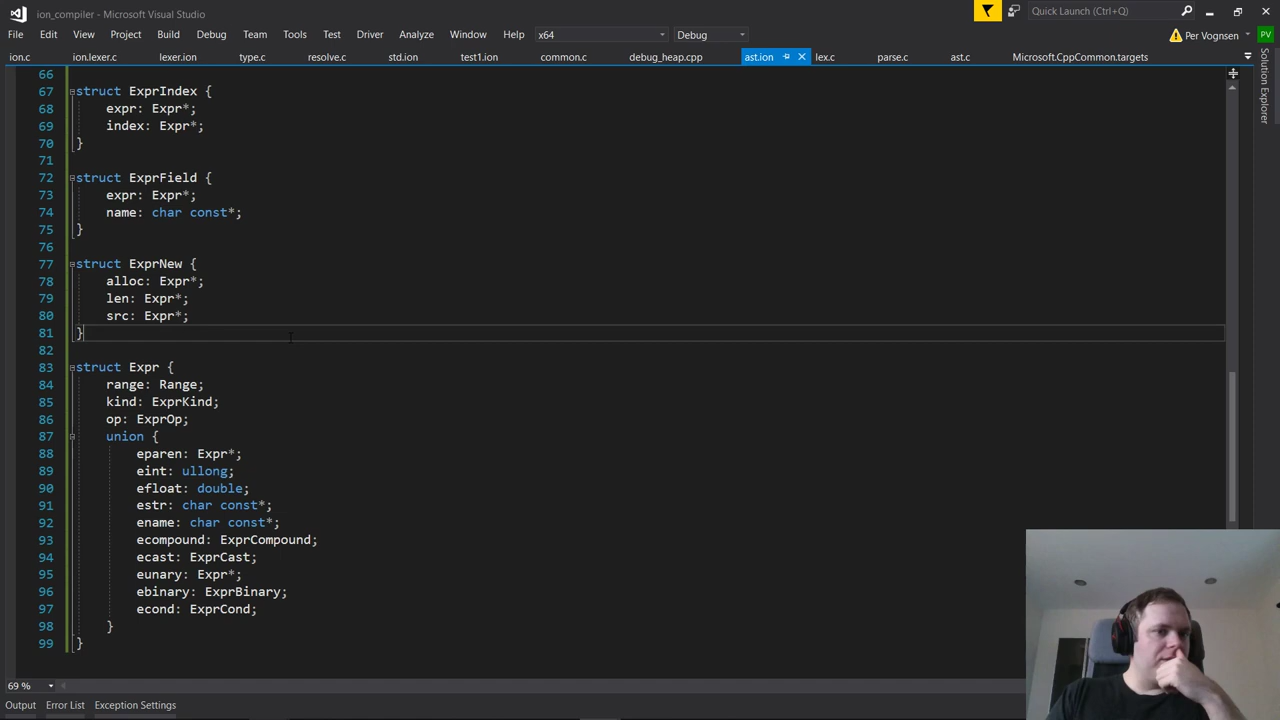 ion_compiler - Microsoft Visual Studio
Quick Launch (Ctrl+Q)
File Edit View Project Build Debug Team Tools Test Driver Analyze Window Help x64 Debug Per Vognsen PV
ion.c ion.lexer.c lexer.ion type.c resolve.c std.ion test1.ion common.c debug_heap.cpp ast.ion lex.c parse.c ast.c Microsoft.CppCommon.targets
Solution Explorer
66
67 struct ExprIndex {
68 expr: Expr*;
69 index: Expr*;
70 }
71
72 struct ExprField {
73 expr: Expr*;
74 name: char const*;
75 }
76
77 struct ExprNew {
78 alloc: Expr*;
79 len: Expr*;
80 src: Expr*;
81 }
82
83 struct Expr {
84 range: Range;
85 kind: ExprKind;
86 op: ExprOp;
87 union {
88 eparen: Expr*;
89 eint: ullong;
90 efloat: double;
91 estr: char const*;
92 ename: char const*;
93 ecompound: ExprCompound;
94 ecast: ExprCast;
95 eunary: Expr*;
96 ebinary: ExprBinary;
97 econd: ExprCond;
98 }
99 }
69 %
Output Error List Exception Settings